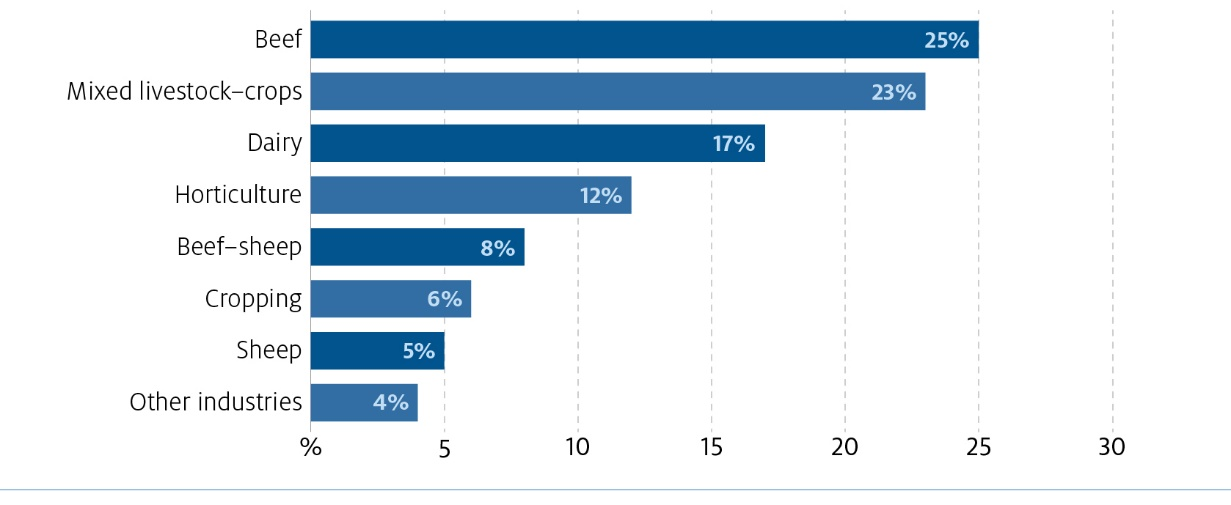 Beef 25%
Mixed livestock–crops 23%
Dairy 17%
Horticulture 12%
Beef–sheep 8%
Cropping 6%
Sheep 5%
Other industries 4%
% 5 10 15 20 25 30